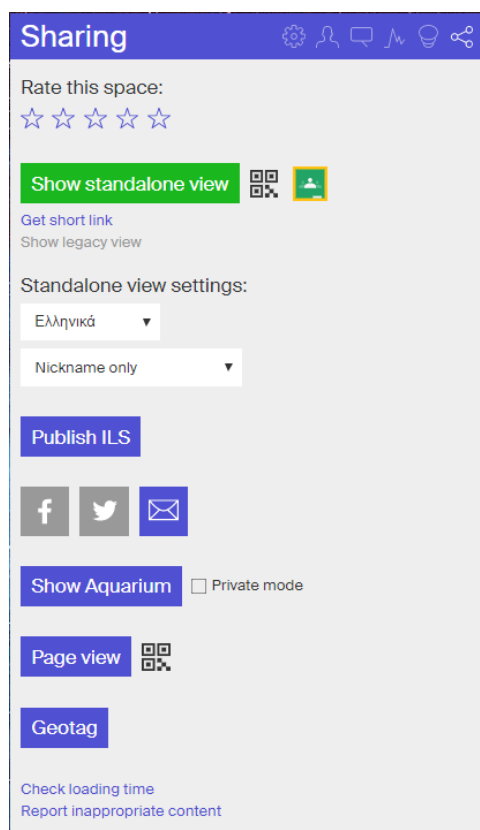 Sharing
Rate this space:
Show standalone view
Get short link
Show legacy view
Standalone view settings:
Ελληνικά
Nickname only
Publish ILS
Show Aquarium Private mode
Page view
Geotag
Check loading time
Report inappropriate content